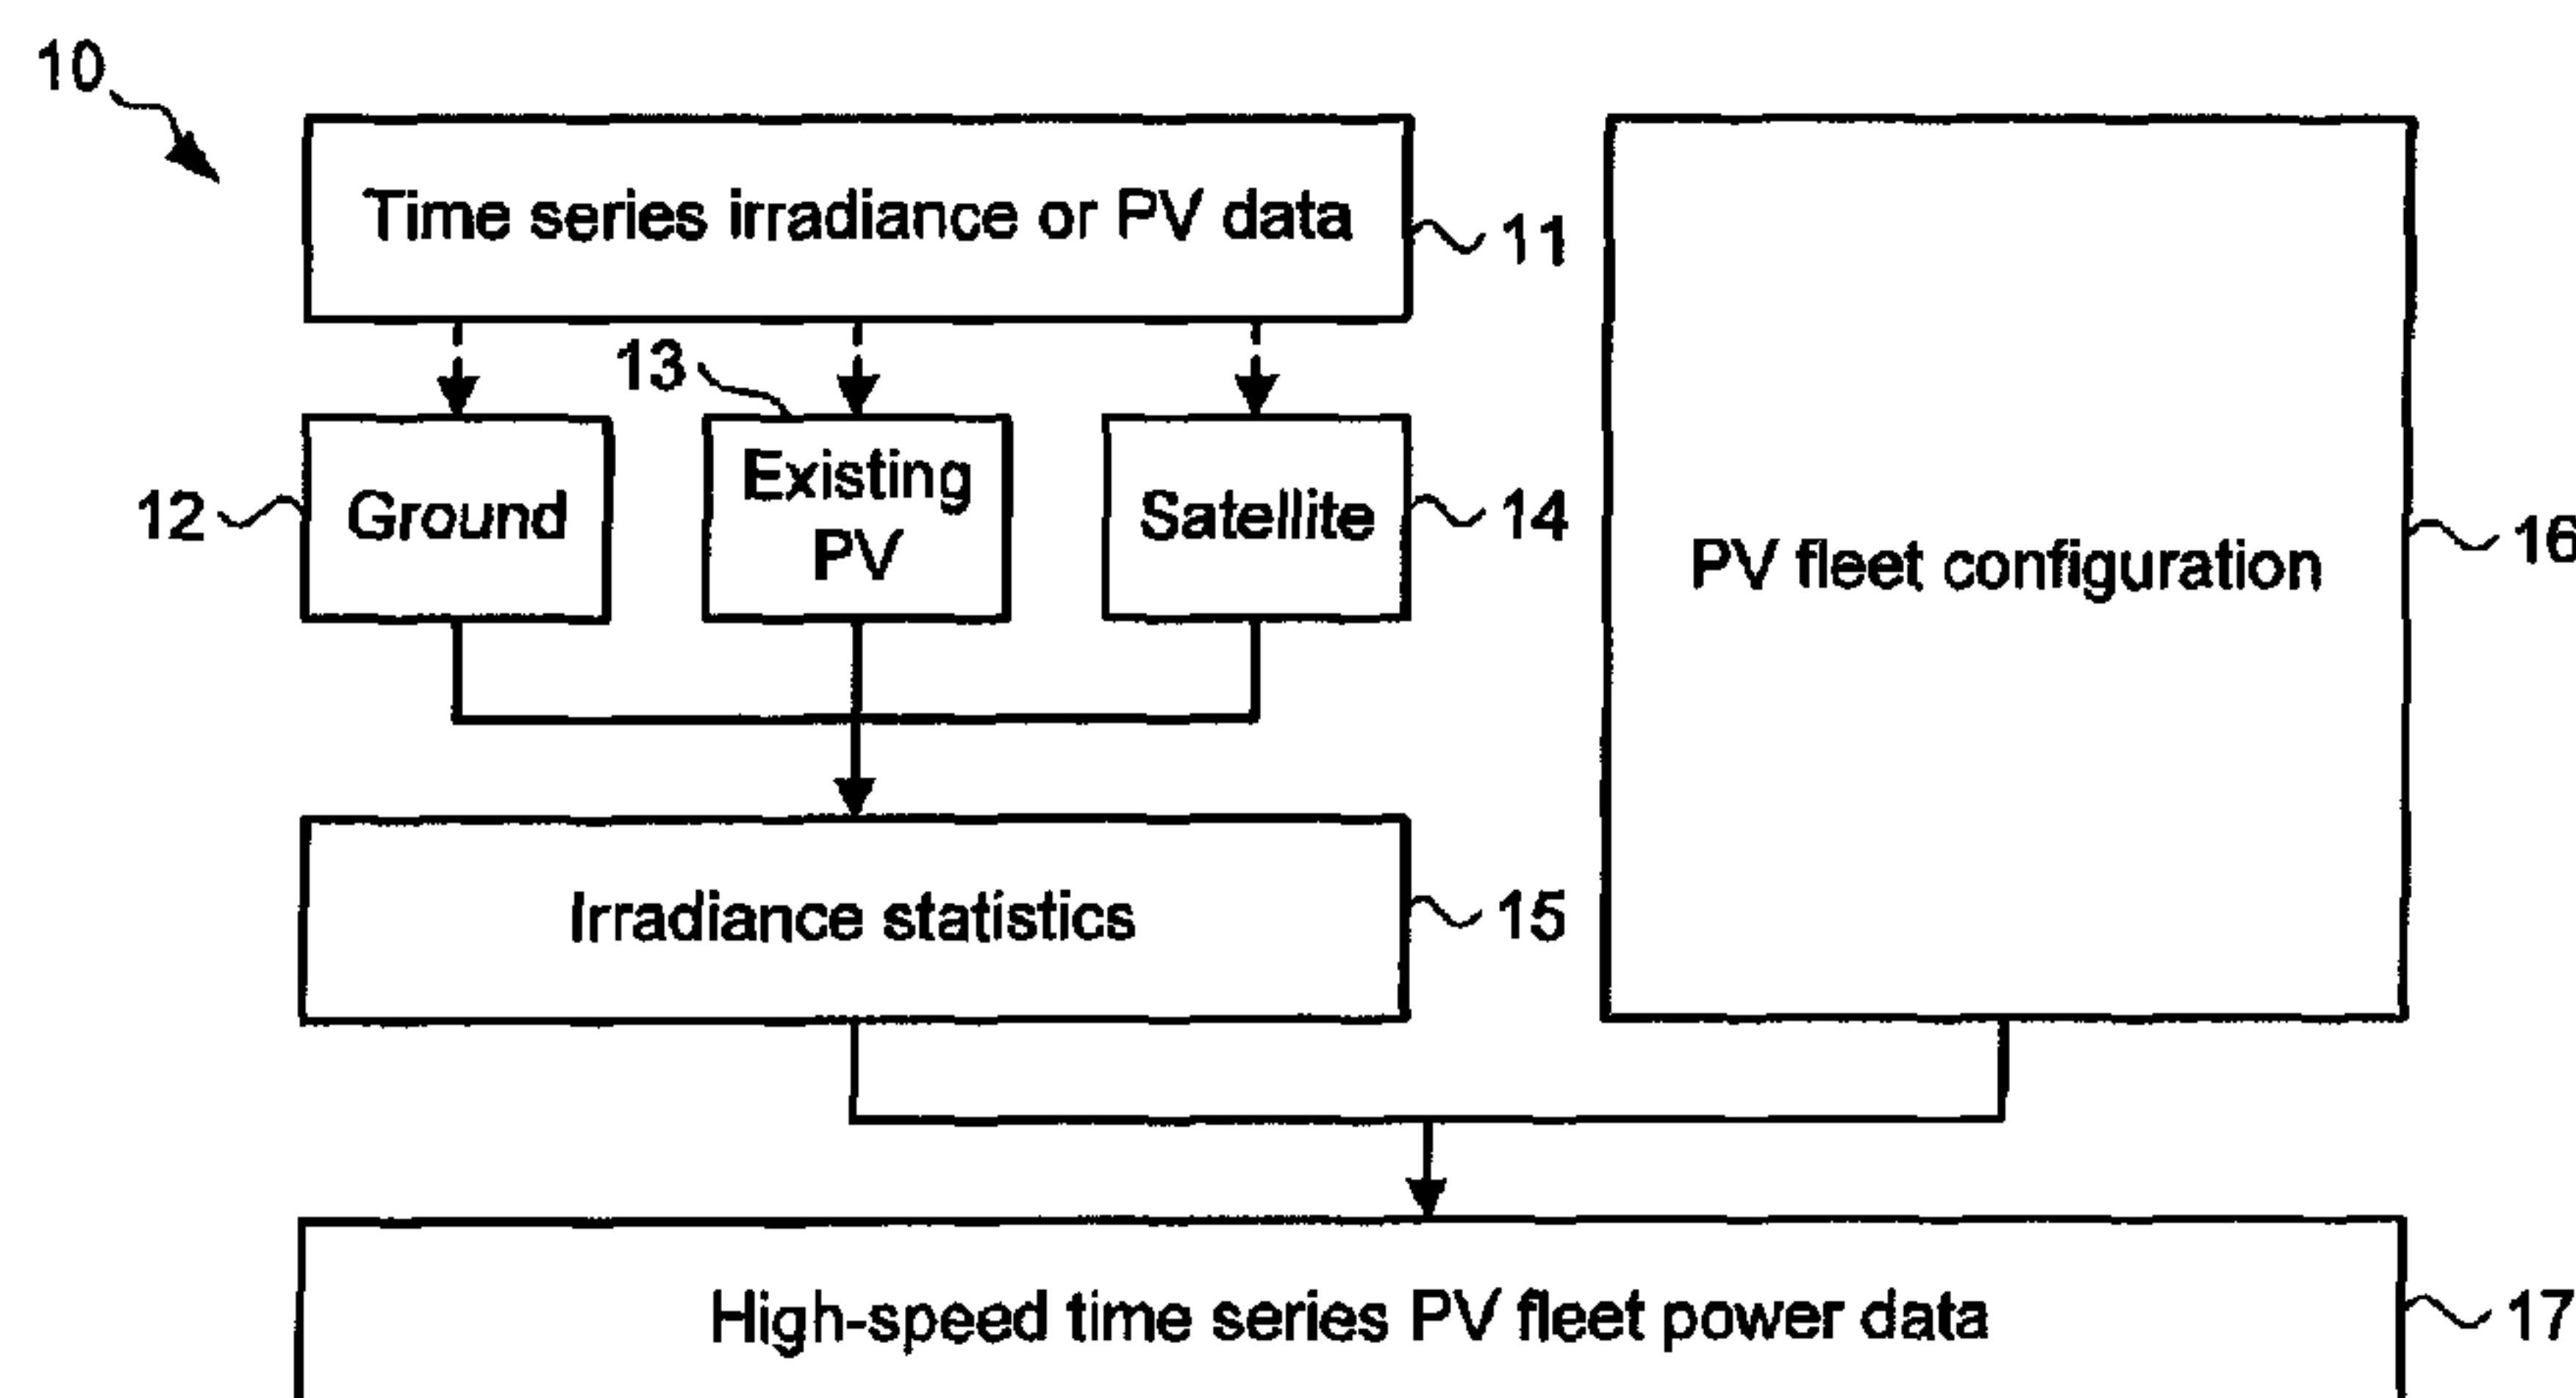 10
Time series irradiance or PV data
11
13
12
Ground
Existing
PV
Satellite
14
PV fleet configuration
16
Irradiance statistics
15
High-speed time series PV fleet power data
17